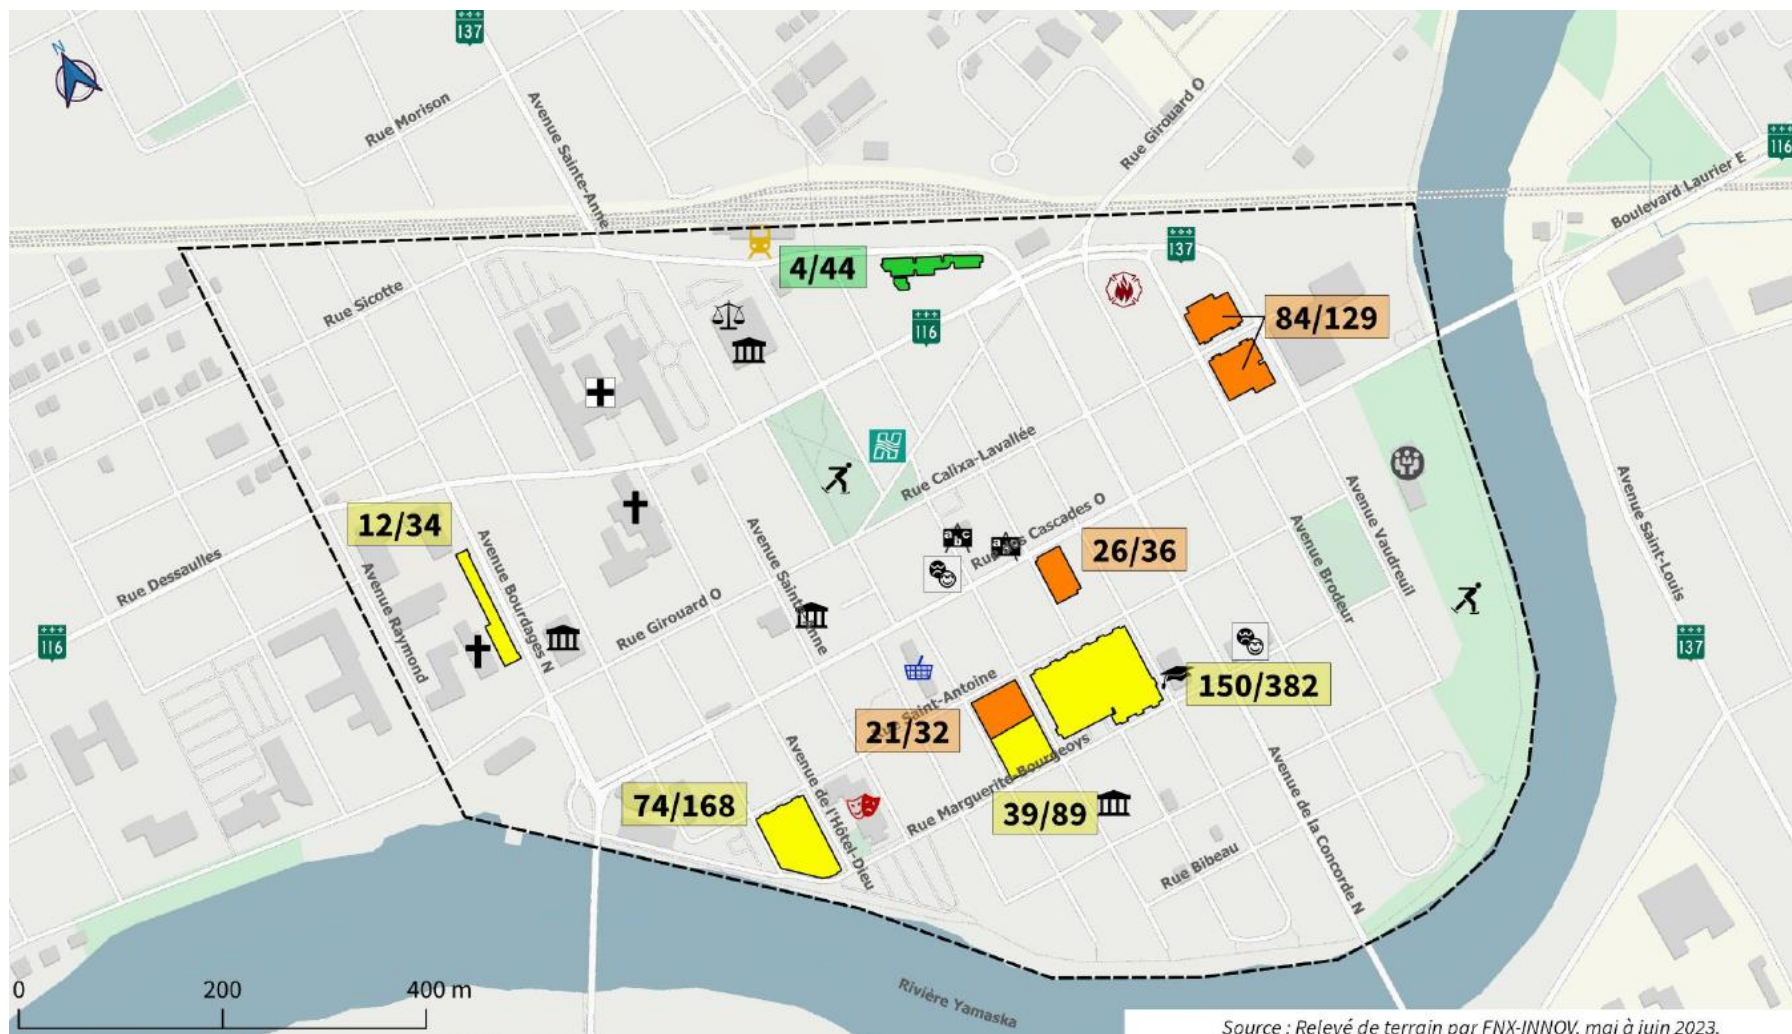 137
N
Rue Morison
Avenue Sainte-Anne
Rue Girouard O
116
Boulevard Laurier E
137
4/44
Rue Sicotte
116
84/129
Rue Calixa-Lavallée
Avenue Saint-Louis
Avenue Vaudreuil
12/34
Rue des Cascades O
26/36
Avenue Brodeur
Rue Dessaulles
Avenue Raymond
Avenue Bourdages N
Rue Girouard O
Avenue Sainte-Anne
a b c
116
137
150/382
Rue Saint-Antoine
21/32
Rue Marguerite-Bourgeoys
74/168
Avenue de l'Hôtel-Dieu
39/89
Avenue de la Concorde N
Rue Bibeau
0 200 400 m
Rivière Yamaska
Source : Relevé de terrain par FNX-INNOV, mai à juin 2023.